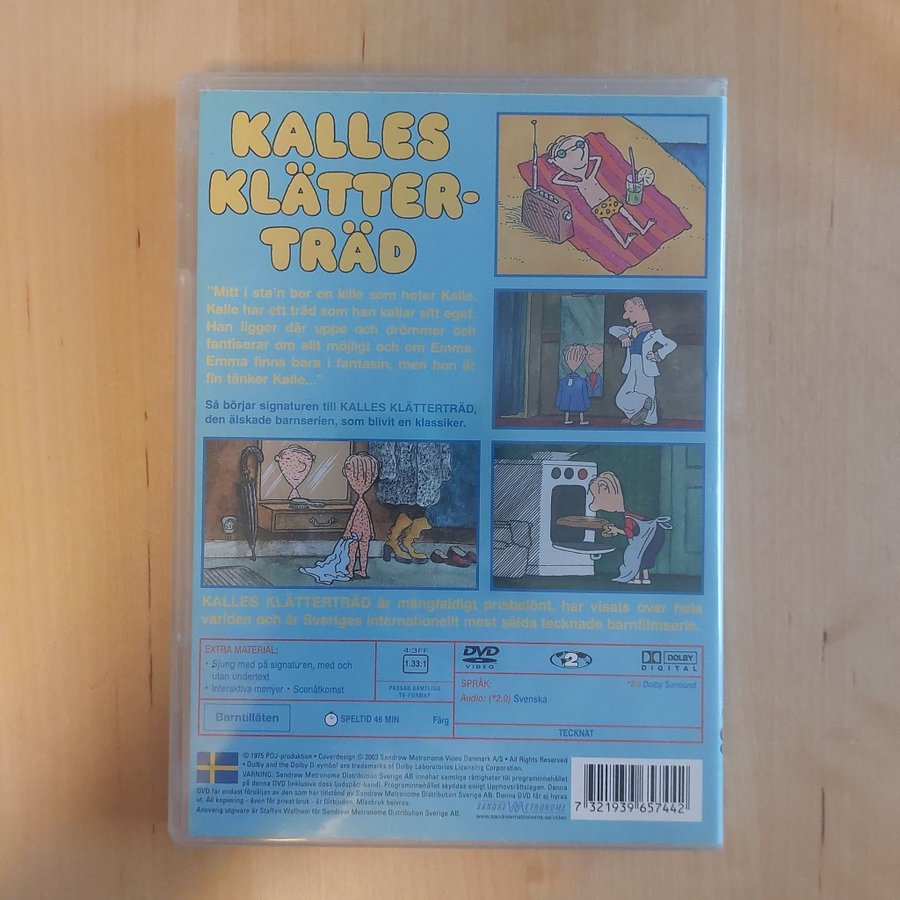 KALLES
KLÄTTER-
TRÄD
"Mitt i sta'n bor en kille som heter Kalle.
Kalle har ett träd som han kallar sitt eget.
Han ligger där uppe och drömmer och
fantiserar om allt möjligt och om Emma.
Emma finns bara i fantasin, men hon är
fin tänker Kalle..."
Så börjar signaturen till KALLES KLÄTTERTRÄD,
den älskade barnserien, som blivit en klassiker.
KALLES KLÄTTERTRÄD är mångfaldigt prisbelönt, har visats över hela
världen och är Sveriges internationellt mest sålda tecknade barnfilmserie.
EXTRA MATERIAL:
• Sjung med på signaturen, med och
utan undertext
• Interaktiva menyer • Scenåtkomst
4:3FF
1.33:1
PASSAR SAMTLIGA
TV-FORMAT
Barntillåten
SPELTID 46 MIN
Färg
DVD
VIDEO
2
DOLBY
DIGITAL
SPRÅK:
*2.0 Dolby Surround
Audio: (*2.0) Svenska
TECKNAT
© 1975 POJ-produktion • Coverdesign © 2003 Sandrew Metronome Video Danmark A/S • All Rights Reserved
• Dolby and the Dolby D-symbol are trademarks of Dolby Laboratories Licensing Corporation.
VARNING: Sandrew Metronome Distribution Sverige AB innehar samtliga rättigheter till programinnehållet
på denna DVD (inklusive dess ljudspår/-band). Programinnehållet skyddas enligt Upphovsrättslagen. Denna
DVD får endast försäljas av den som har tillstånd av Sandrew Metronome Distribution Sverige AB. Denna DVD får ej hyras
ut. All kopiering - även för privat bruk - är förbjuden. Missbruk beivras.
Ansvarig utgivare är Staffan Wallhem för Sandrew Metronome Distribution Sverige AB.
SANDREW METRONOME
www.sandrewmetronome.se/video
7 321939 657442